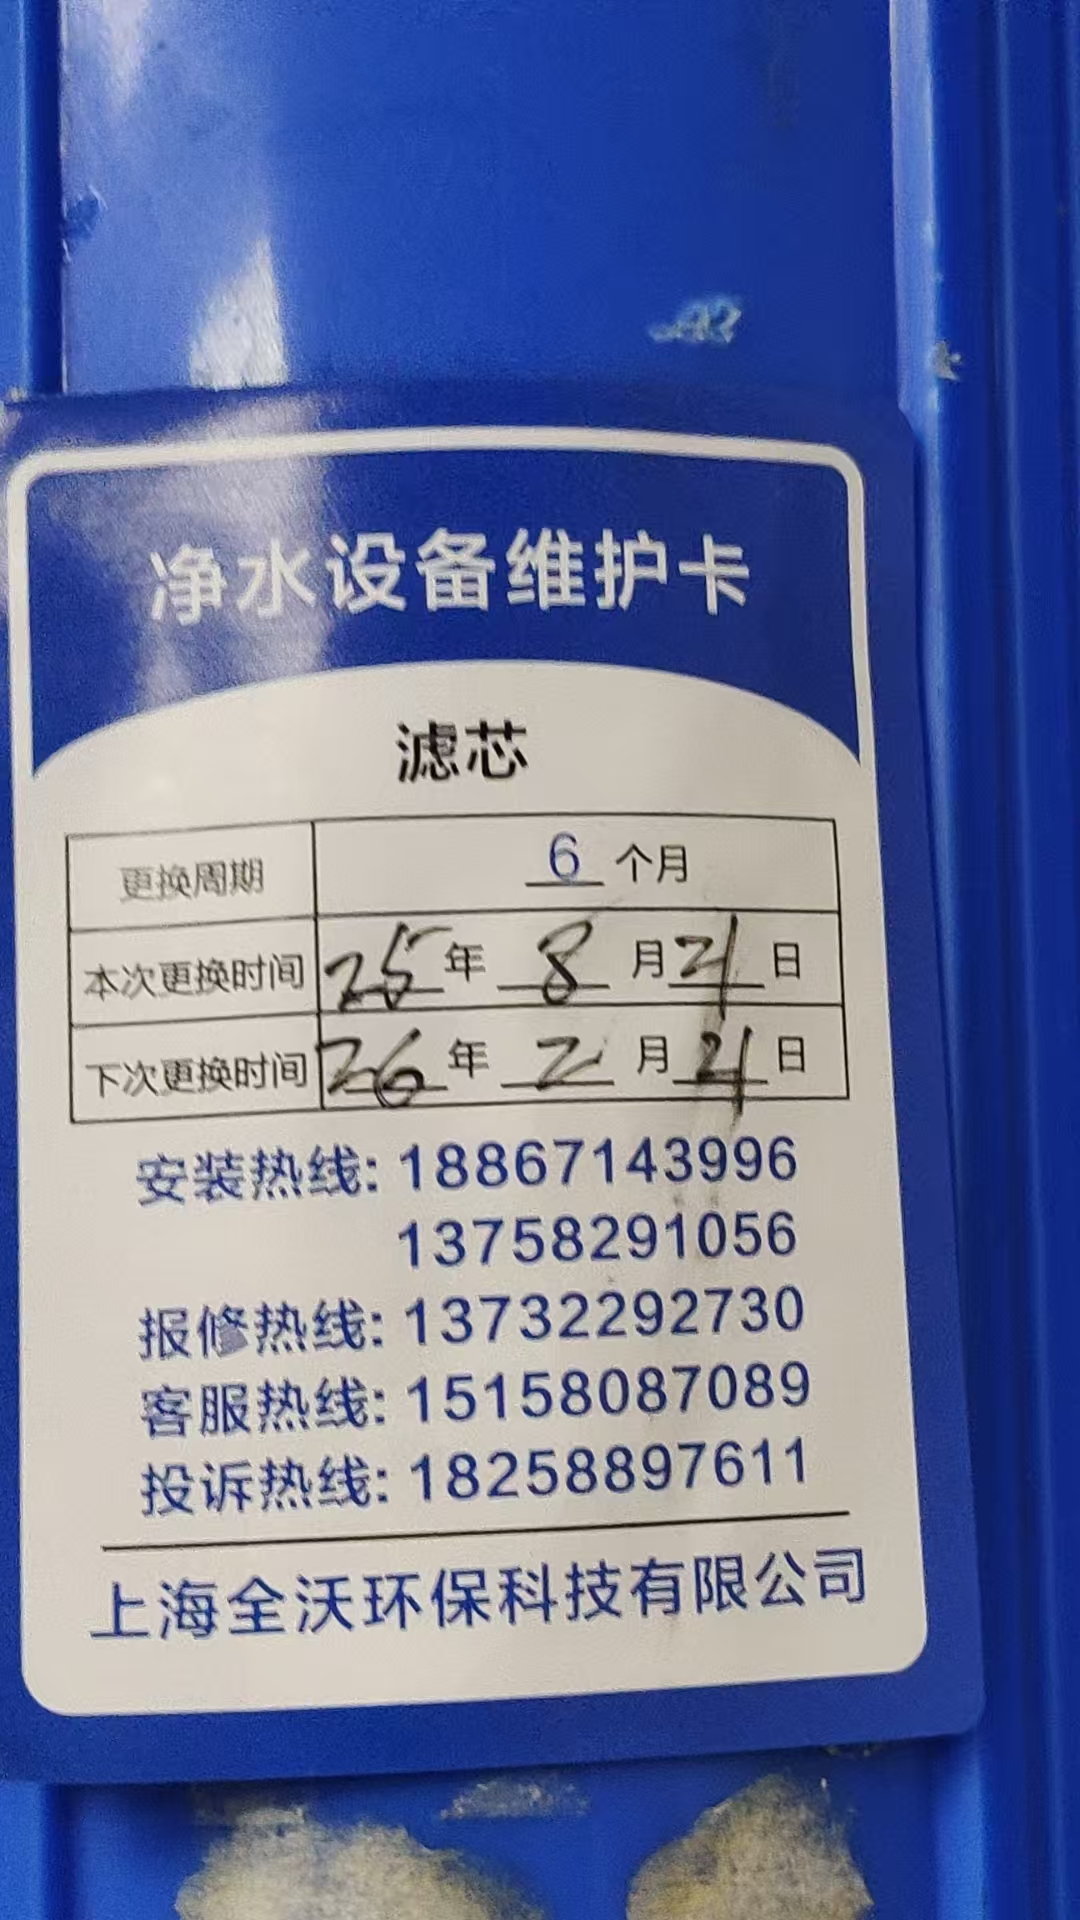 净水设备维护卡
滤芯
更换周期 6 个月
本次更换时间 25 年 8 月 21 日
下次更换时间 26 年 2 月 21 日
安装热线: 18867143996
13758291056
报修热线: 13732292730
客服热线: 15158087089
投诉热线: 18258897611
上海全沃环保科技有限公司